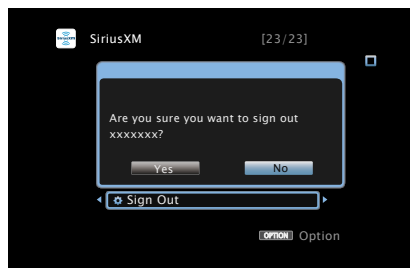 SiriusXM [23/23]
Are you sure you want to sign out
xxxxxxx?
Yes No
Sign Out
OPTION Option